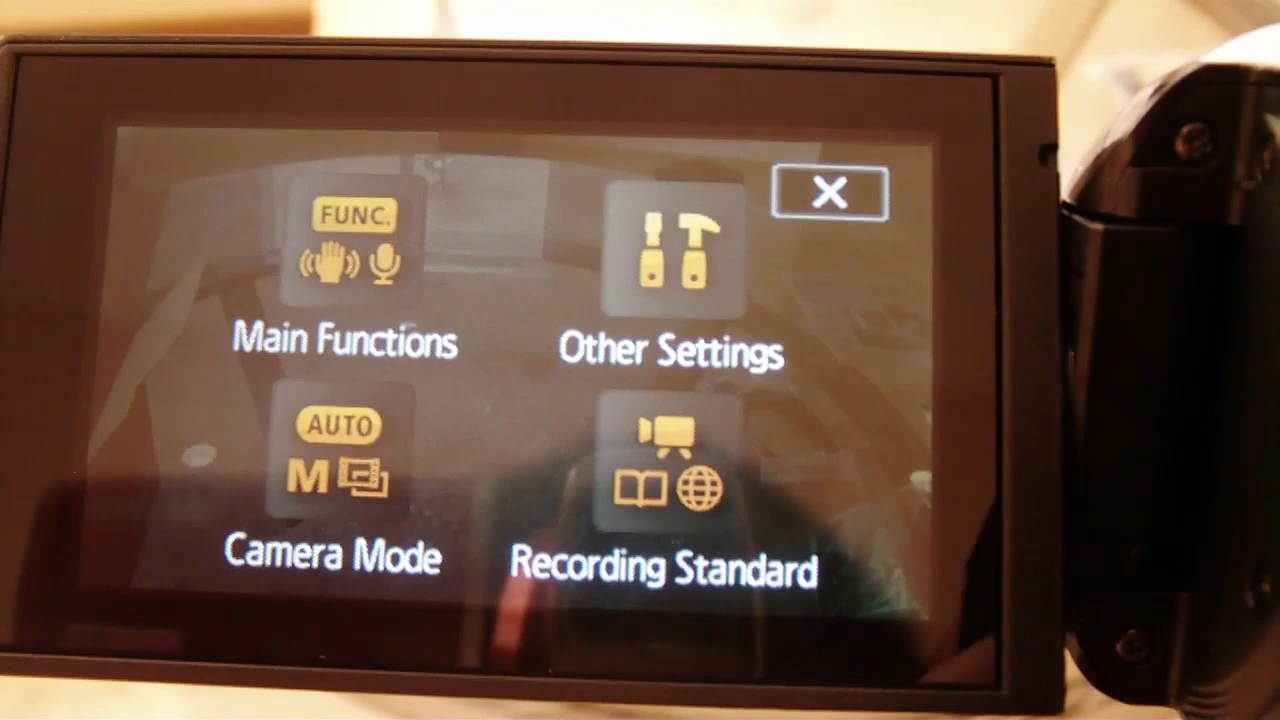 FUNC.
Main Functions
Other Settings
AUTO
M
Camera Mode
Recording Standard